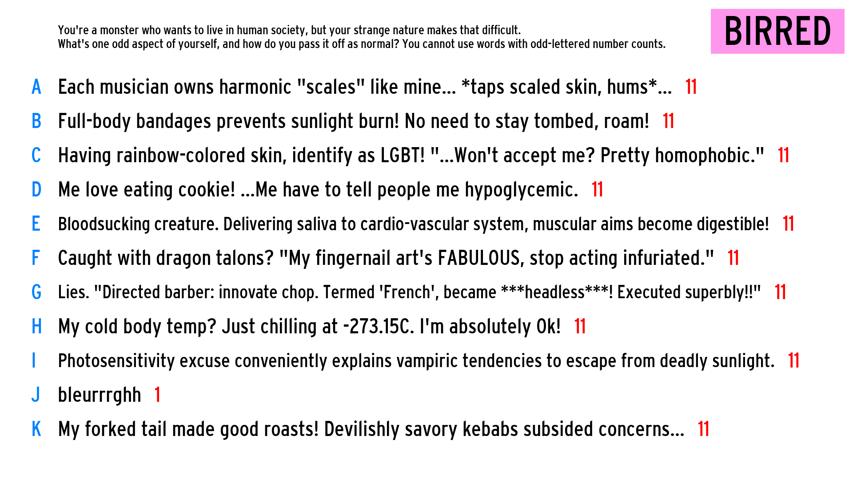 You're a monster who wants to live in human society, but your strange nature makes that difficult.
What's one odd aspect of yourself, and how do you pass it off as normal? You cannot use words with odd-lettered number counts.
BIRRED
A Each musician owns harmonic "scales" like mine... *taps scaled skin, hums*... 11
B Full-body bandages prevents sunlight burn! No need to stay tombed, roam! 11
C Having rainbow-colored skin, identify as LGBT! "...Won't accept me? Pretty homophobic." 11
D Me love eating cookie! ...Me have to tell people me hypoglycemic. 11
E Bloodsucking creature. Delivering saliva to cardio-vascular system, muscular aims become digestible! 11
F Caught with dragon talons? "My fingernail art's FABULOUS, stop acting infuriated." 11
G Lies. "Directed barber: innovate chop. Termed 'French', became ***headless***! Executed superbly!!" 11
H My cold body temp? Just chilling at -273.15C. I'm absolutely 0k! 11
I Photosensitivity excuse conveniently explains vampiric tendencies to escape from deadly sunlight. 11
J bleurrrghh 1
K My forked tail made good roasts! Devilishly savory kebabs subsided concerns... 11